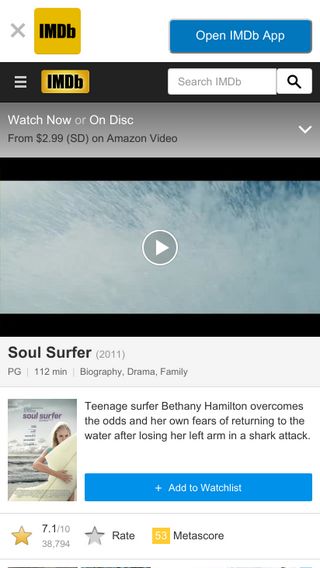 IMDb
Open IMDb App
IMDb
Search IMDb
Watch Now or On Disc
From $2.99 (SD) on Amazon Video
Soul Surfer (2011)
PG | 112 min | Biography, Drama, Family
soul surfer
Teenage surfer Bethany Hamilton overcomes
the odds and her own fears of returning to the
water after losing her left arm in a shark attack.
+ Add to Watchlist
7.1/10
38,794
Rate
53 Metascore